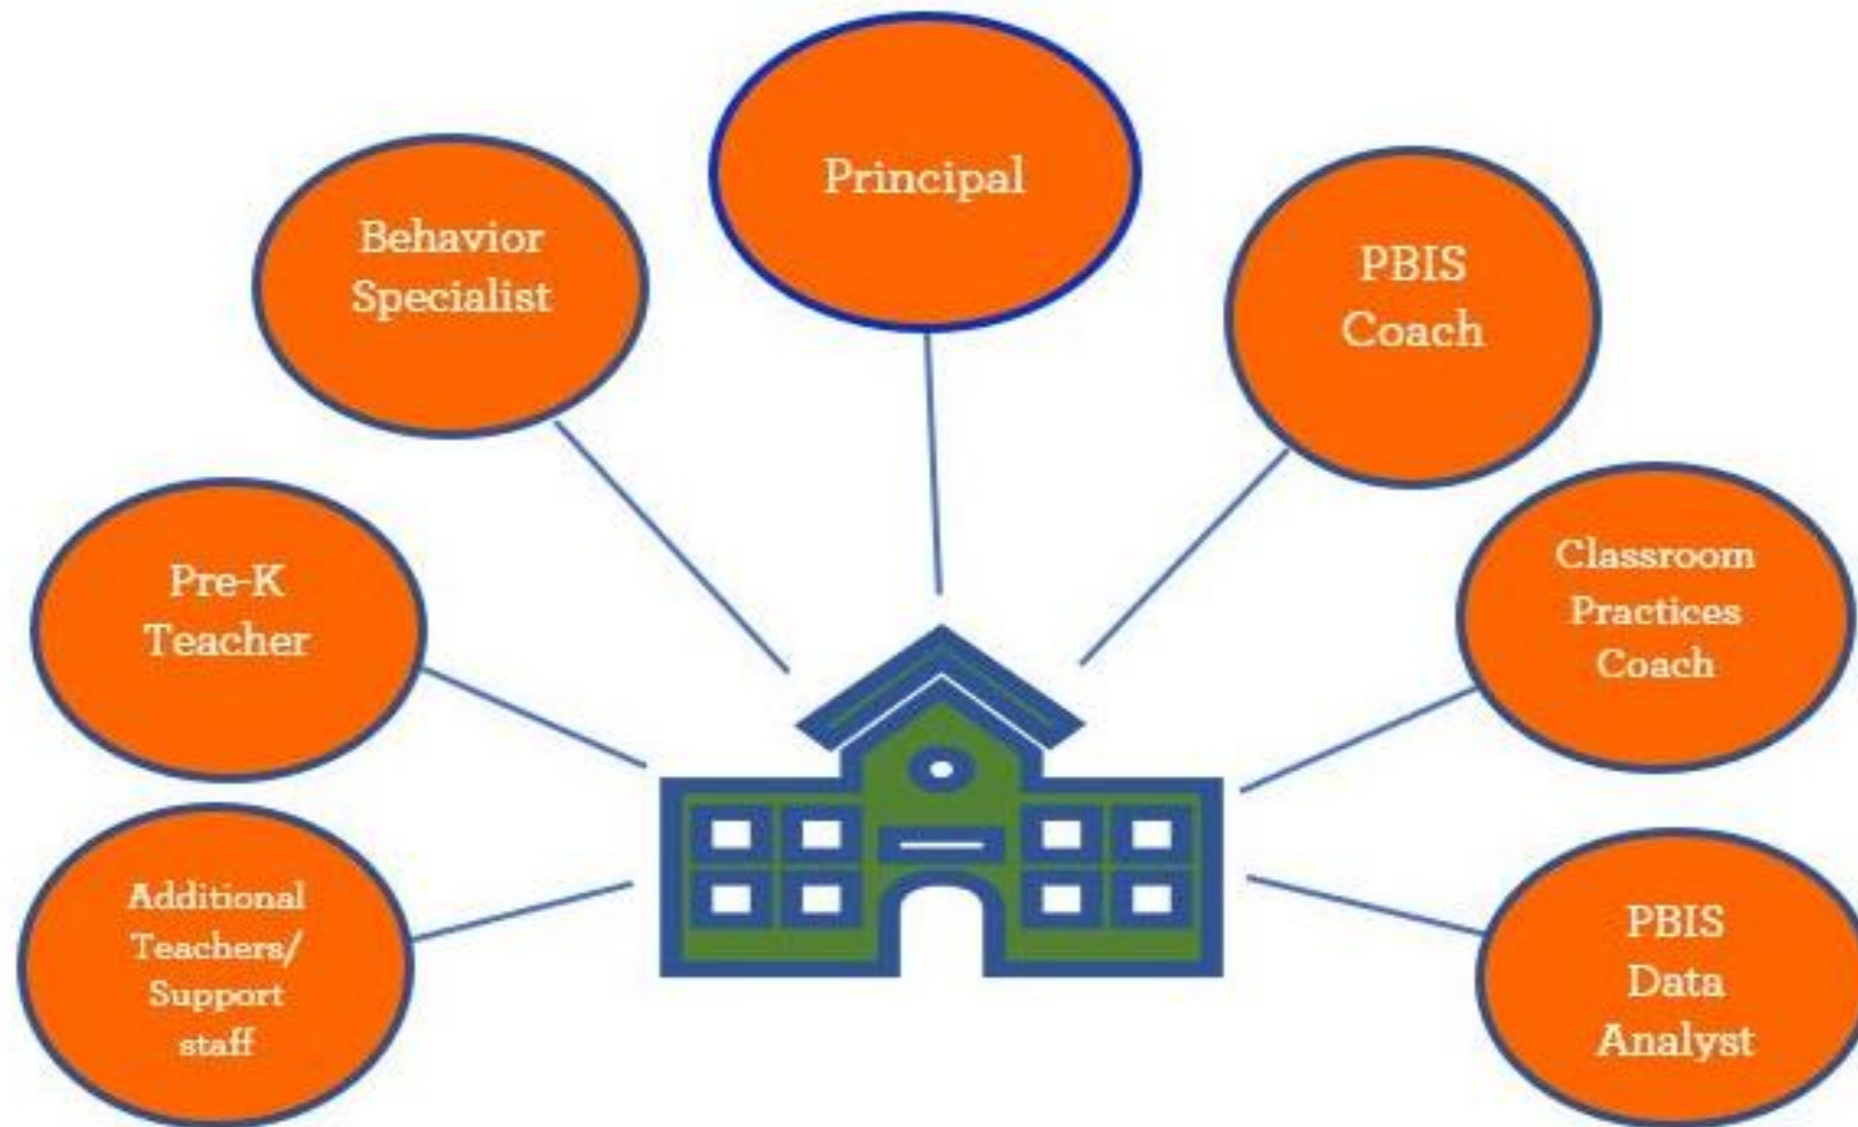 Principal
Behavior
Specialist
PBIS
Coach
Pre-K
Teacher
Classroom
Practices
Coach
Additional
Teachers/
Support
staff
PBIS
Data
Analyst